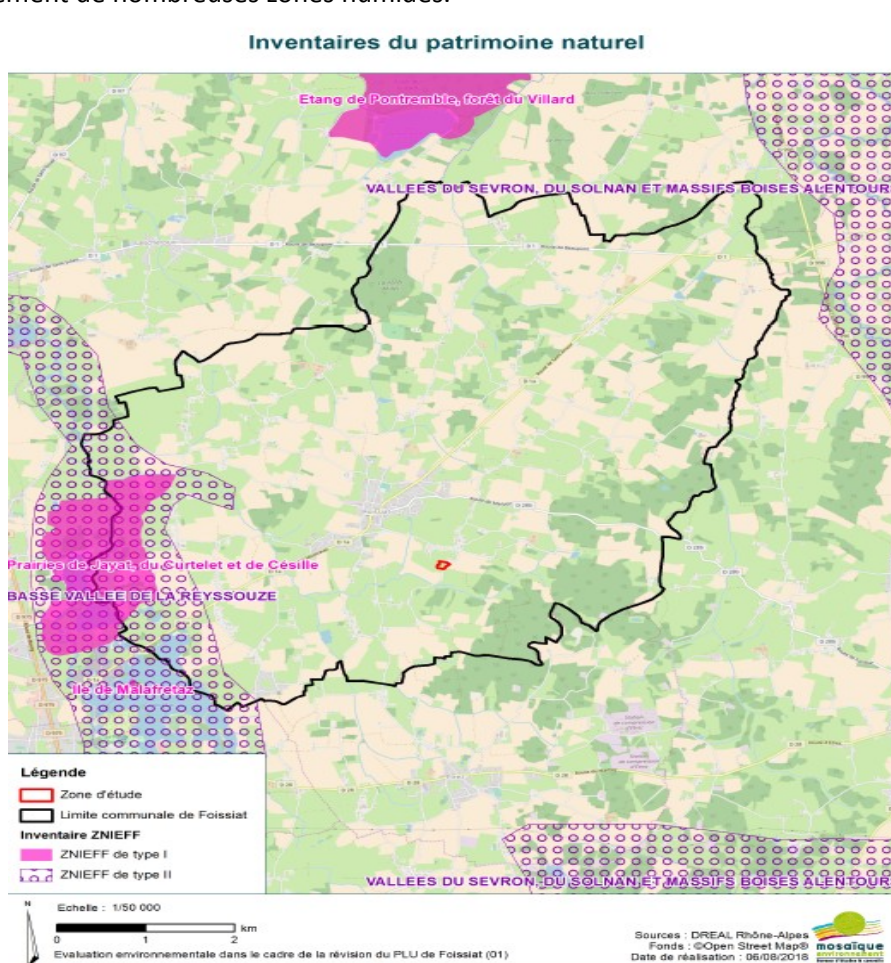 ement de nombreuses zones humides.
Inventaires du patrimoine naturel
Etang de Pontremble, forêt du Villard
VALLEES DU SEVRON, DU SOLNAN ET MASSIFS BOISES ALENTOUR
Prairies de Jayat, du Curtelet et de Césille
BASSE VALLEE DE LA REYSSOUZE
Ile de Malafretaz
Légende
Zone d'étude
Limite communale de Foissiat
Inventaire ZNIEFF
ZNIEFF de type I
ZNIEFF de type II
VALLEES DU SEVRON, DU SOLNAN ET MASSIFS BOISES ALENTOUR
N
Echelle : 1/50 000
km
0 1 2
Evaluation environnementale dans le cadre de la révision du PLU de Foissiat (01)
Sources : DREAL Rhône-Alpes
Fonds : ©Open Street Map®
Date de réalisation : 06/08/2018
mosaïque
environnement